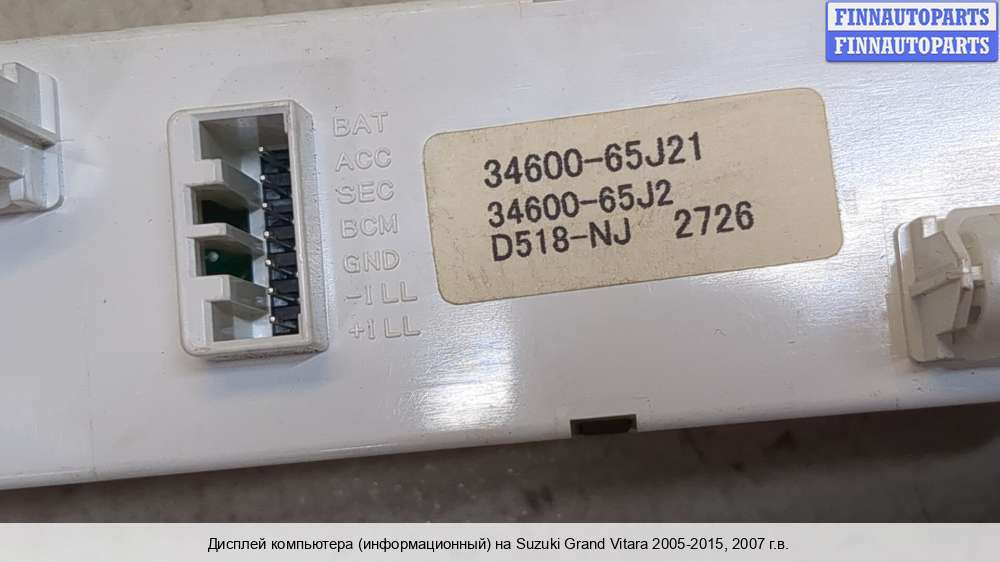 FINNAUTOPARTS
FINNAUTOPARTS
BAT
ACC
SEC
BCM
GND
-ILL
+ILL
34600-65J21
34600-65J2
D518-NJ 2726
Дисплей компьютера (информационный) на Suzuki Grand Vitara 2005-2015, 2007 г.в.